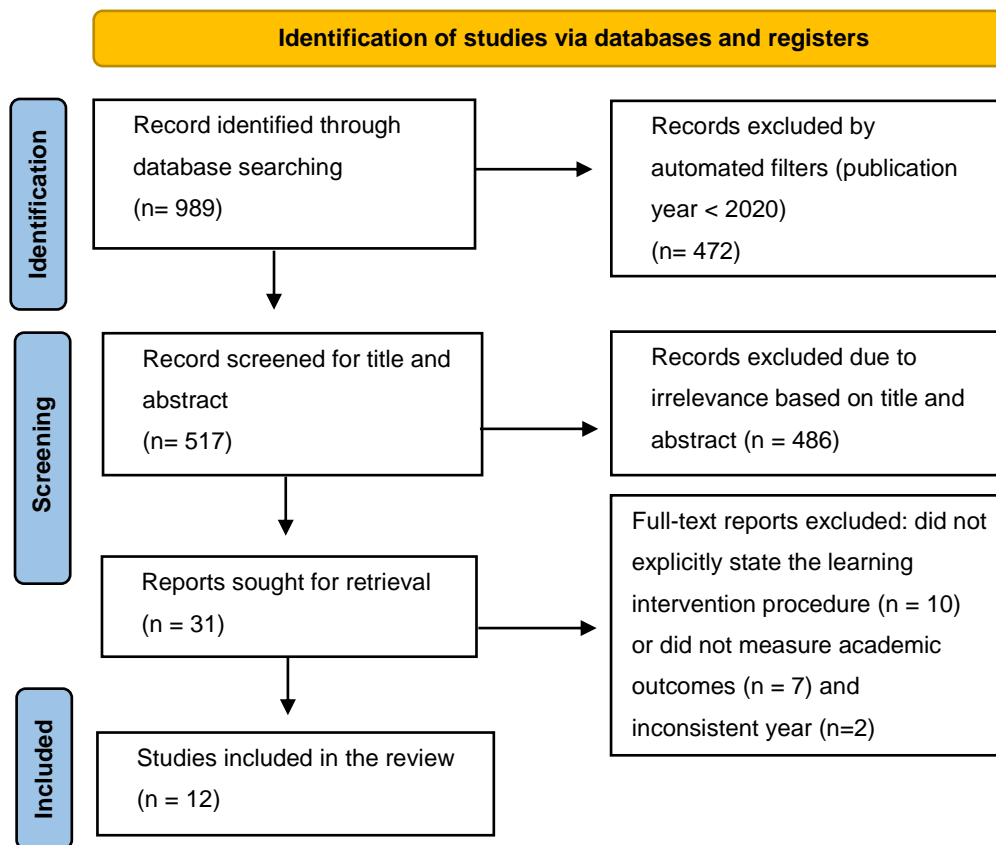 Identification of studies via databases and registers
Identification
Record identified through
database searching
(n= 989)
Records excluded by
automated filters (publication
year < 2020)
(n= 472)
Screening
Record screened for title and
abstract
(n= 517)
Records excluded due to
irrelevance based on title and
abstract (n = 486)
Reports sought for retrieval
(n = 31)
Full-text reports excluded: did not
explicitly state the learning
intervention procedure (n = 10)
or did not measure academic
outcomes (n = 7) and
inconsistent year (n=2)
Included
Studies included in the review
(n = 12)